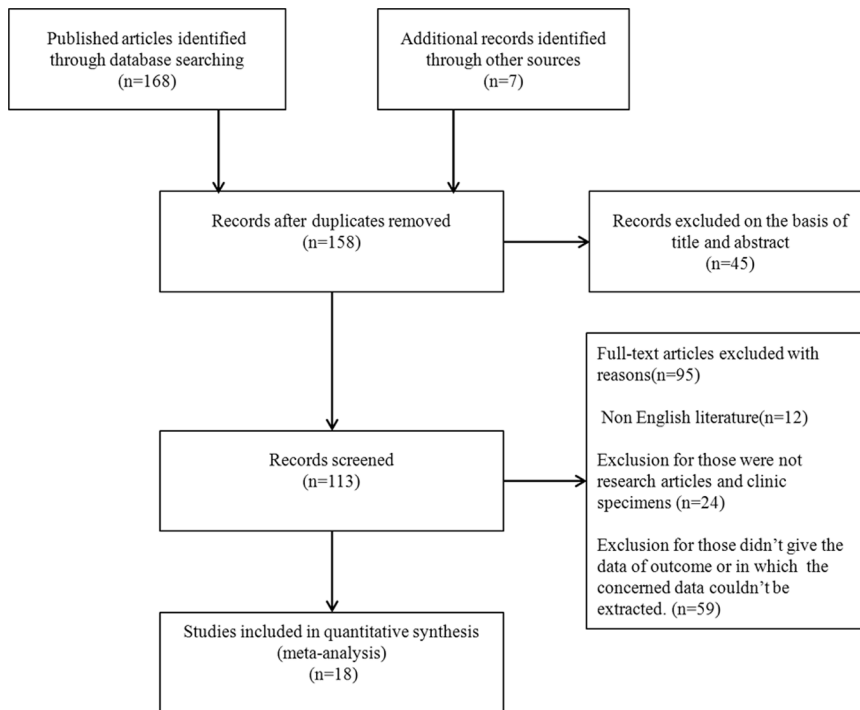 Published articles identified
through database searching
(n=168)
Additional records identified
through other sources
(n=7)
Records after duplicates removed
(n=158)
Records excluded on the basis of
title and abstract
(n=45)
Full-text articles excluded with
reasons(n=95)
Non English literature(n=12)
Exclusion for those were not
research articles and clinic
specimens (n=24)
Exclusion for those didn’t give the
data of outcome or in which the
concerned data couldn’t be
extracted. (n=59)
Records screened
(n=113)
Studies included in quantitative synthesis
(meta-analysis)
(n=18)